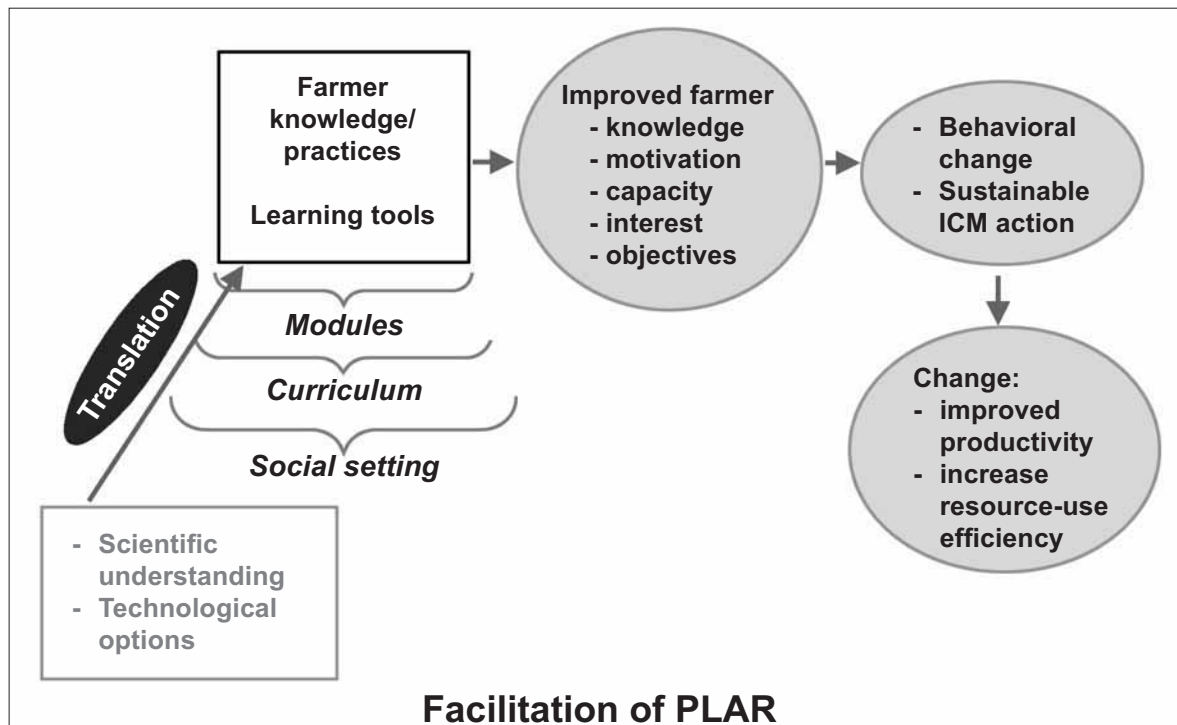 Farmer
knowledge/
practices
Learning tools
Improved farmer
- knowledge
- motivation
- capacity
- interest
- objectives
- Behavioral
change
- Sustainable
ICM action
Translation
Modules
Curriculum
Social setting
Change:
- improved
productivity
- increase
resource-use
efficiency
- Scientific
understanding
- Technological
options
Facilitation of PLAR